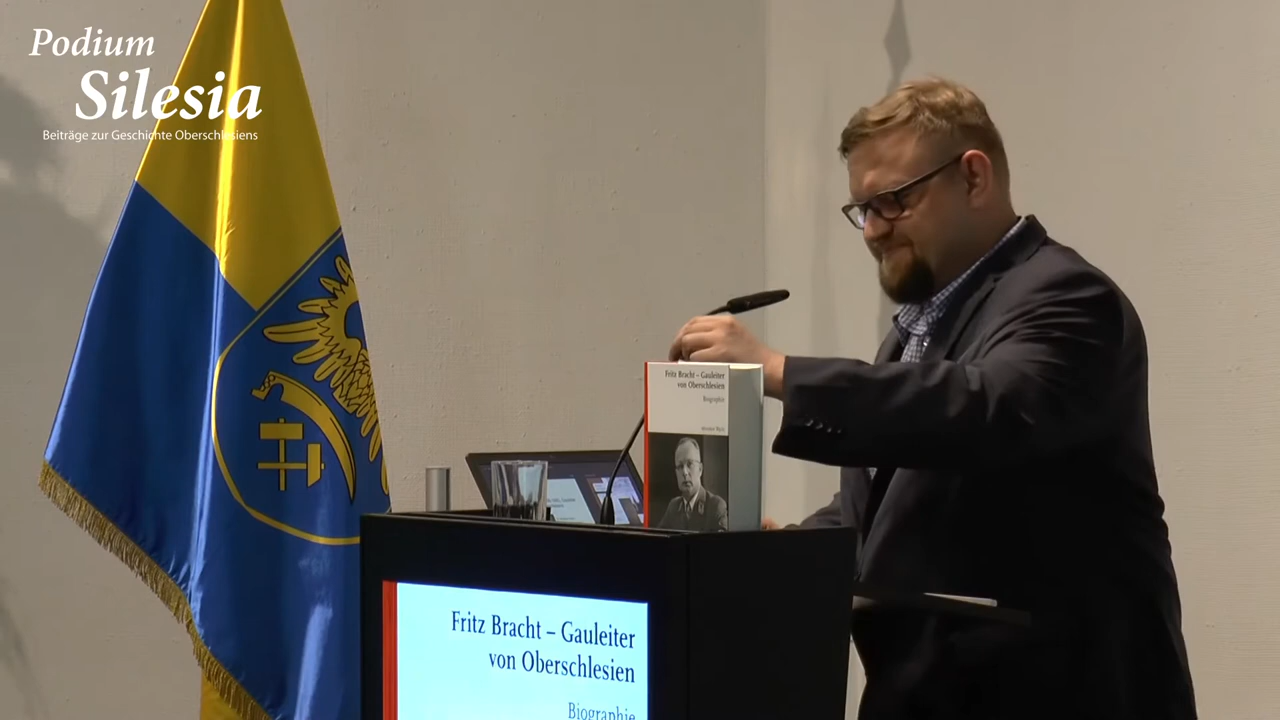 Podium
Silesia
Beiträge zur Geschichte Oberschlesiens
Fritz Bracht – Gauleiter
von Oberschlesien
Biographie
Fritz Bracht – Gauleiter
von Oberschlesien
Biographie